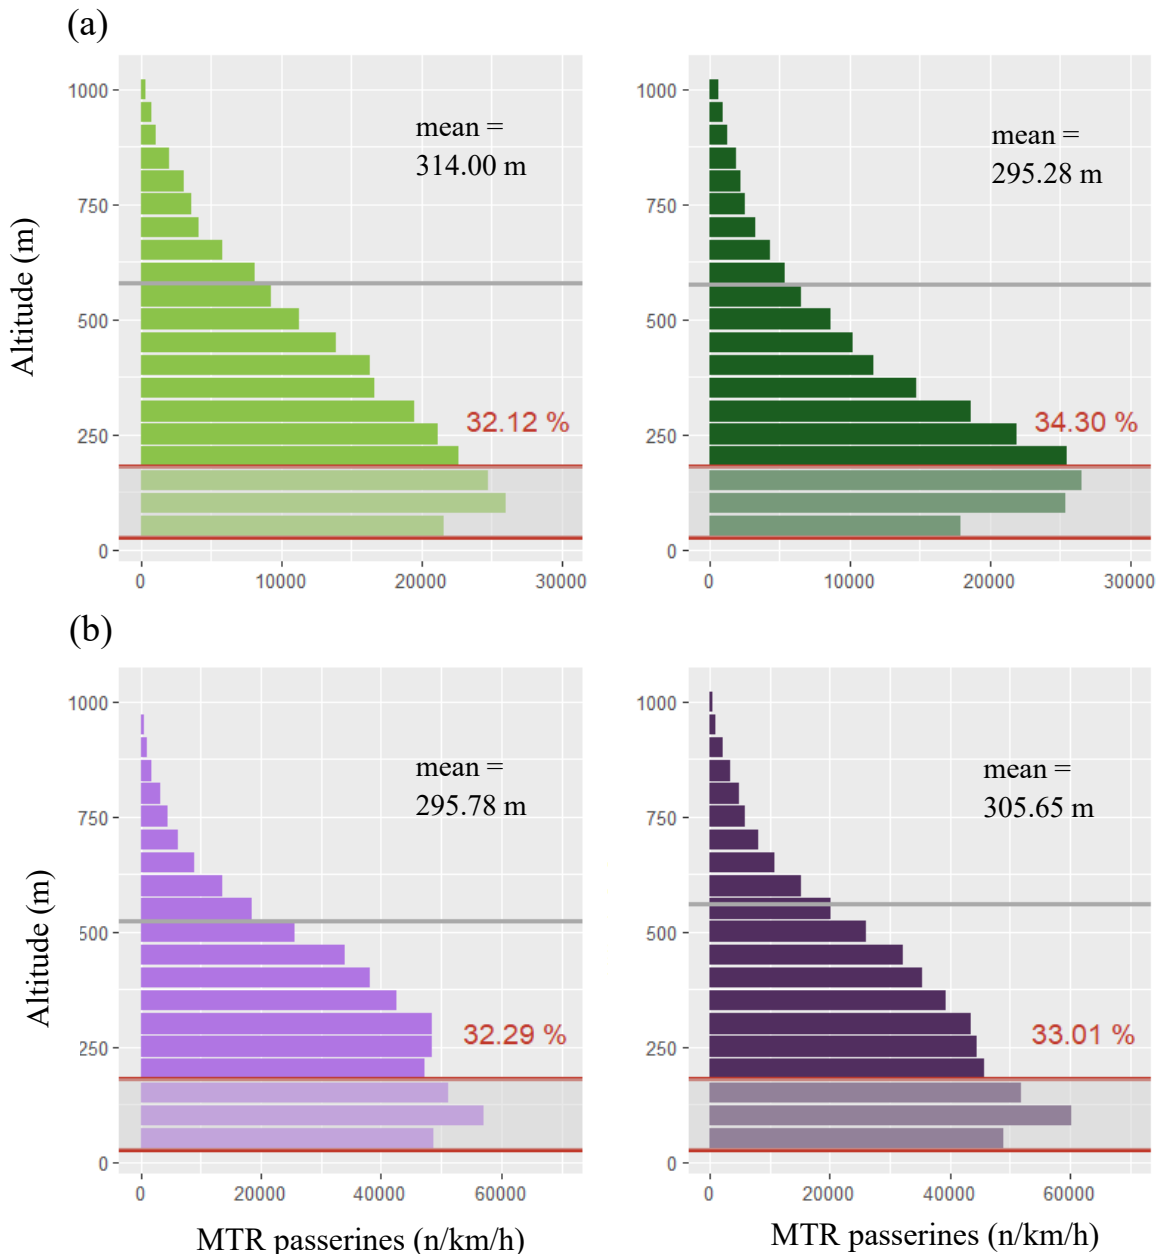 (a)
1000
750
500
250
0
Altitude (m)
mean =
314.00 m
32.12 %
0 10000 20000 30000
1000
750
500
250
0
mean =
295.28 m
34.30 %
0 10000 20000 30000
(b)
1000
750
500
250
0
Altitude (m)
mean =
295.78 m
32.29 %
0 20000 40000 60000
MTR passerines (n/km/h)
1000
750
500
250
0
mean =
305.65 m
33.01 %
0 20000 40000 60000
MTR passerines (n/km/h)